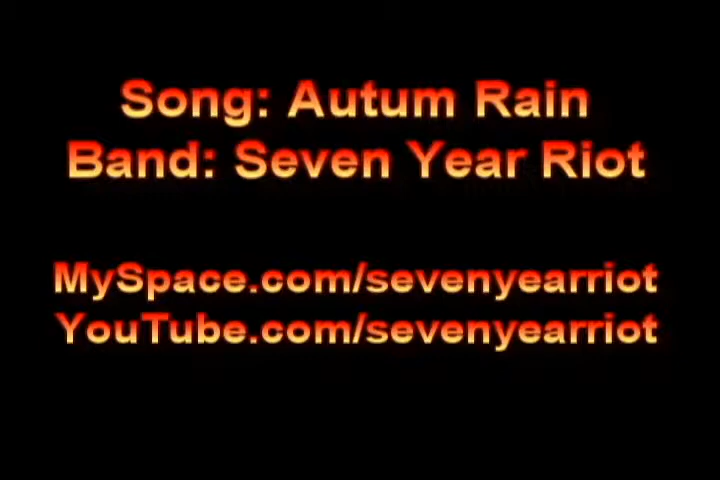 Song: Autum Rain
Band: Seven Year Riot
MySpace.com/sevenyearriot
YouTube.com/sevenyearriot